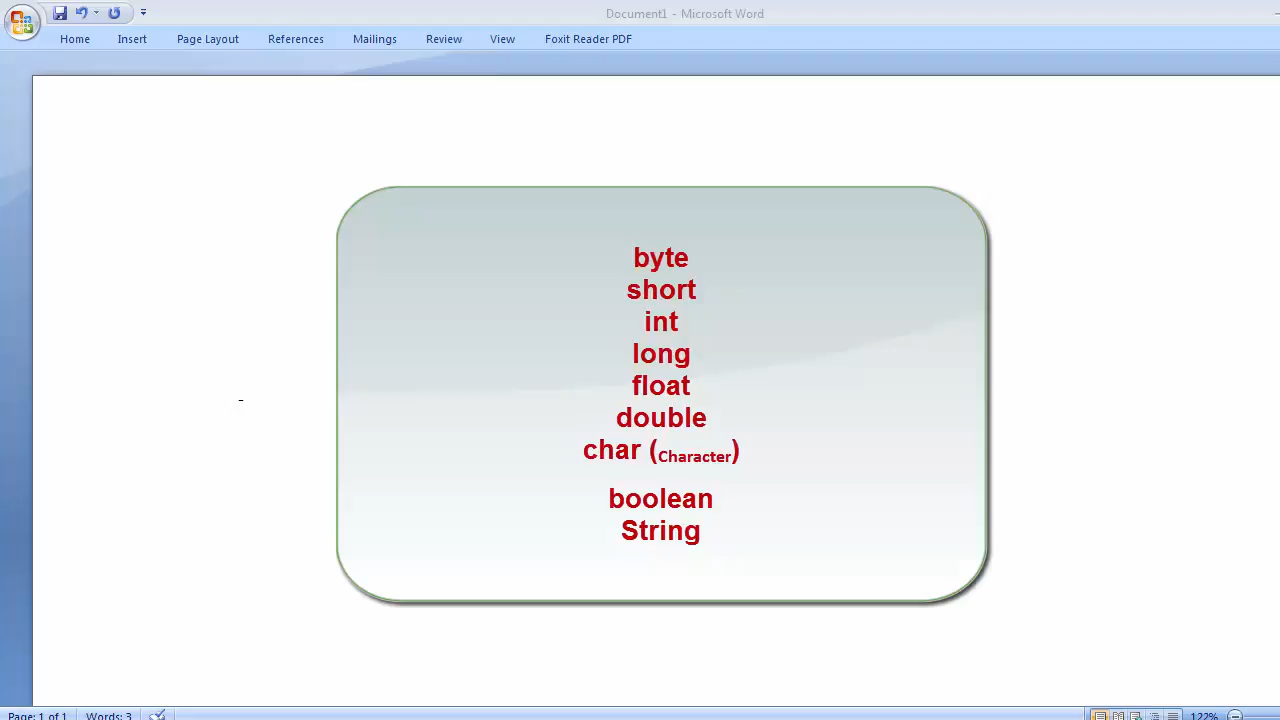 Document1 - Microsoft Word
Home Insert Page Layout References Mailings Review View Foxit Reader PDF
byte
short
int
long
float
double
char (Character)
boolean
String
Page: 1 of 1 Words: 3 122%